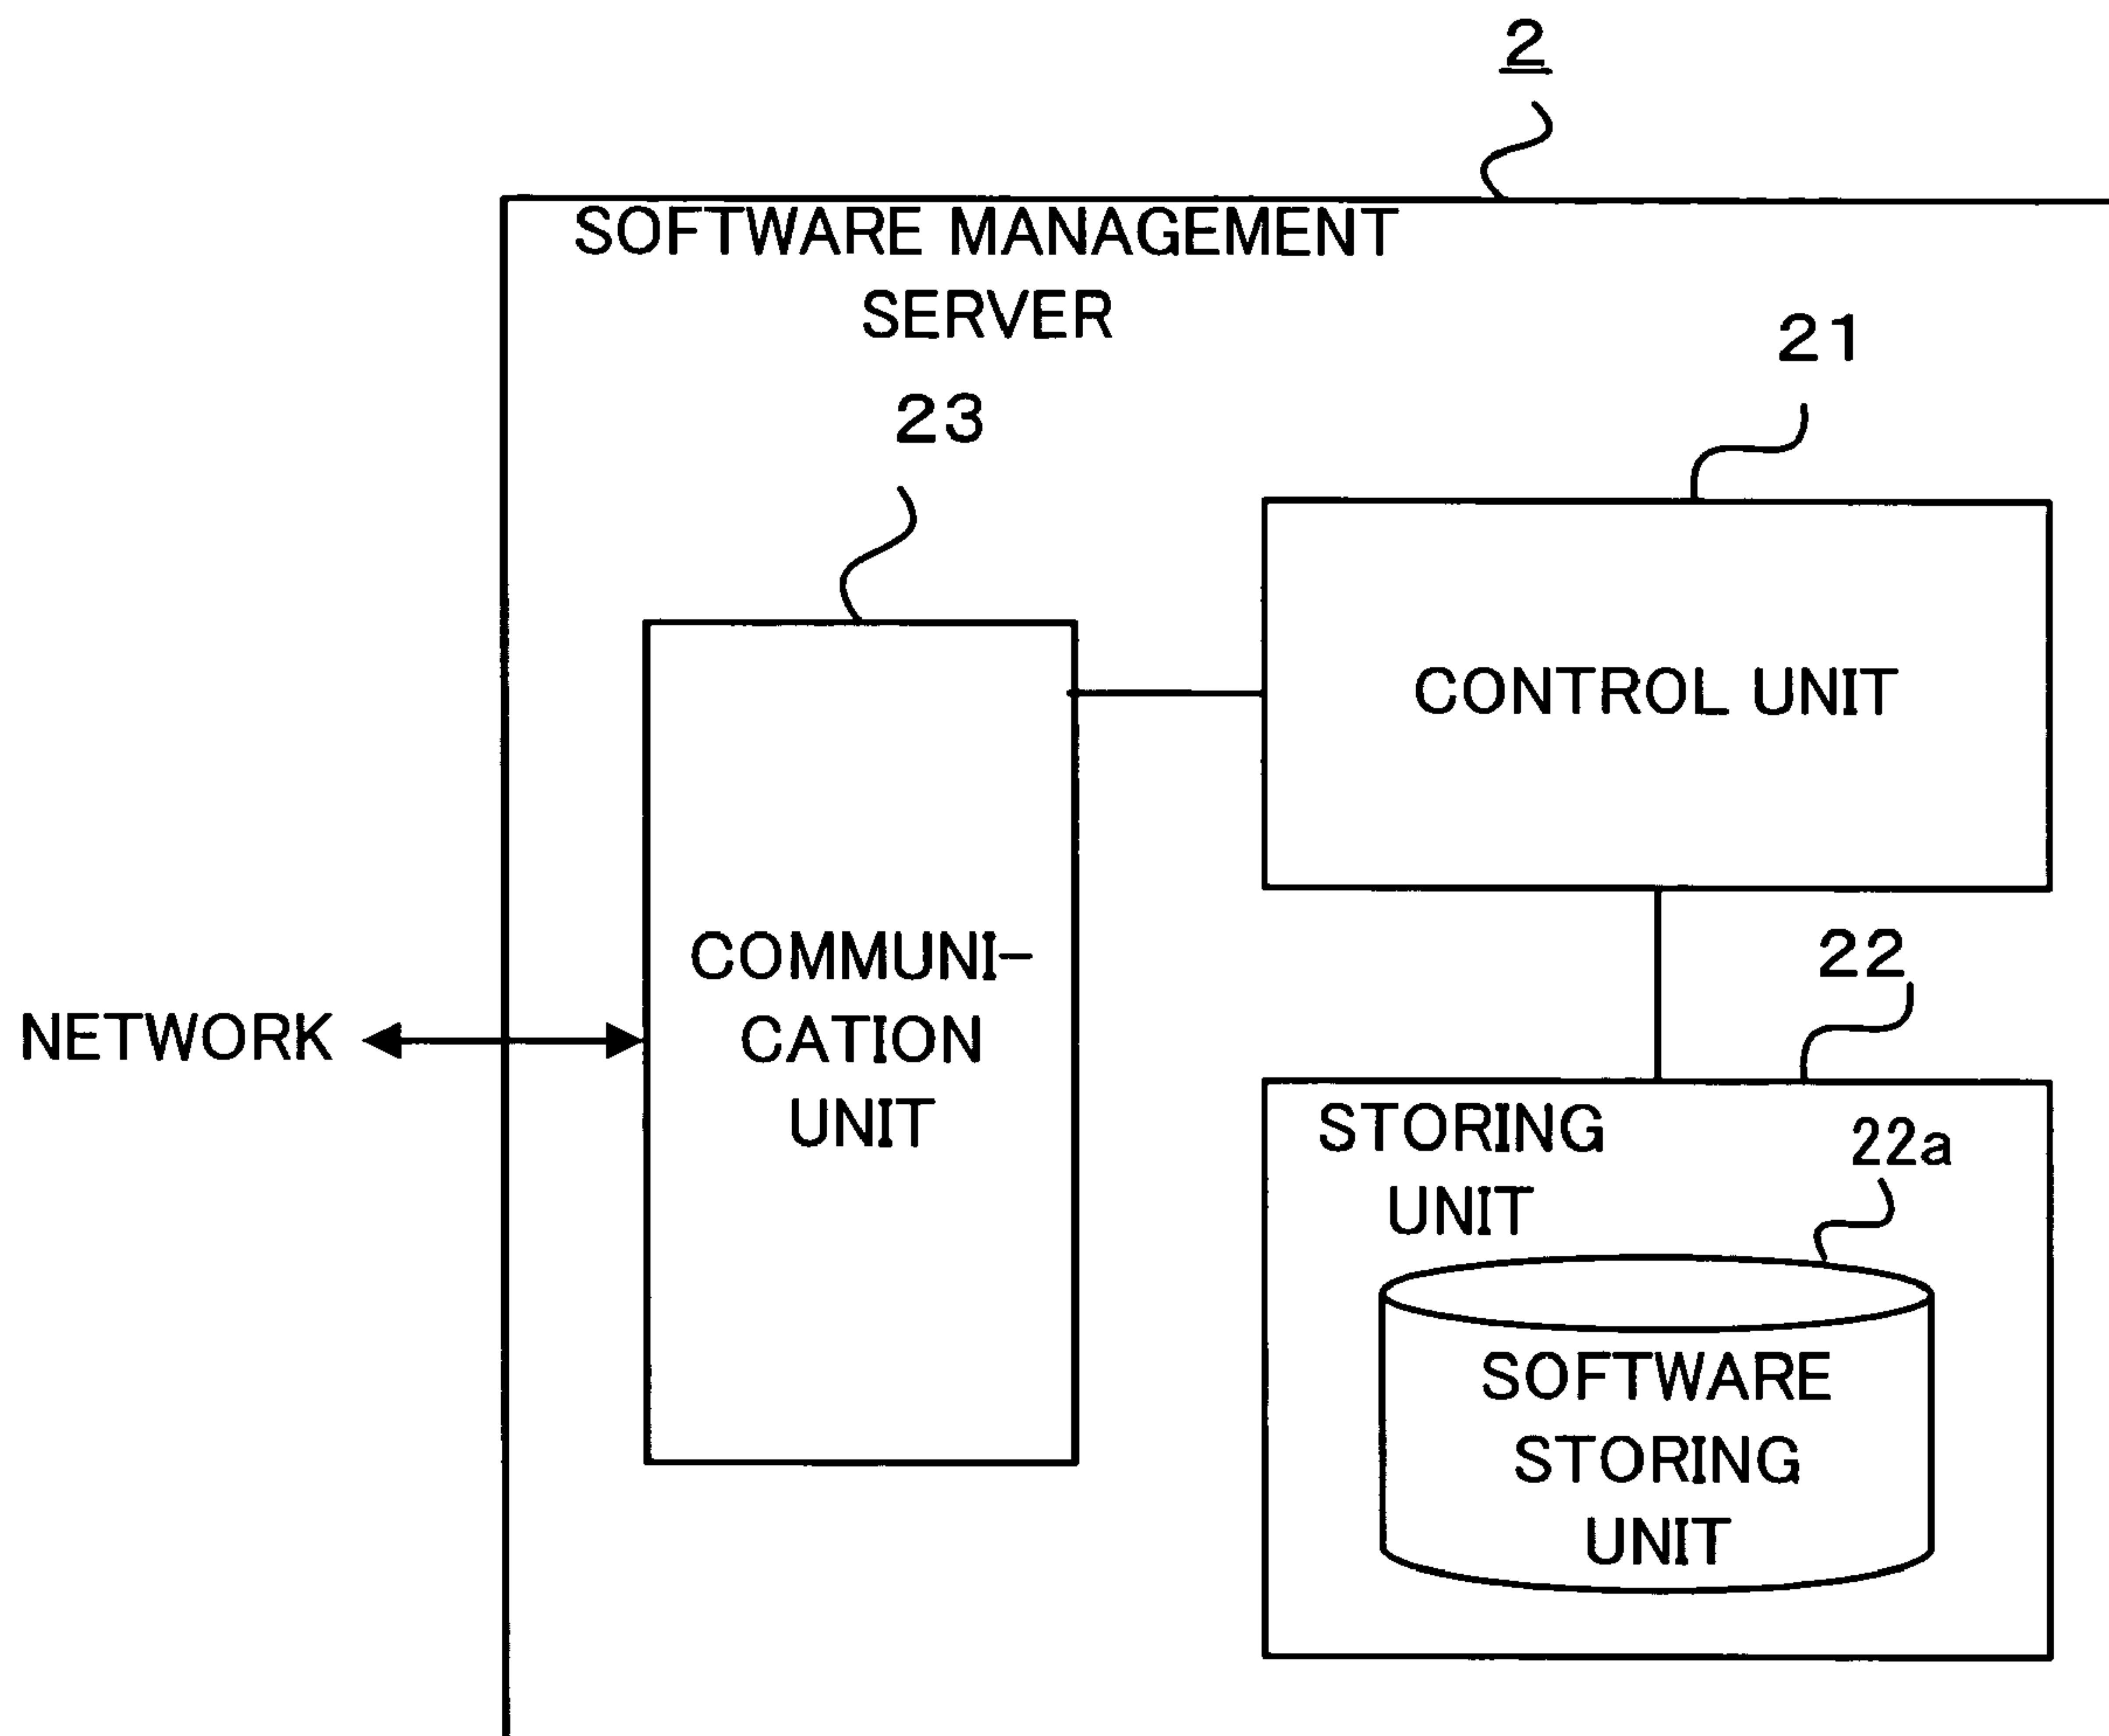 2
SOFTWARE MANAGEMENT
SERVER
21
23
CONTROL UNIT
COMMUNI-
CATION
UNIT
NETWORK
22
STORING
UNIT
22a
SOFTWARE
STORING
UNIT